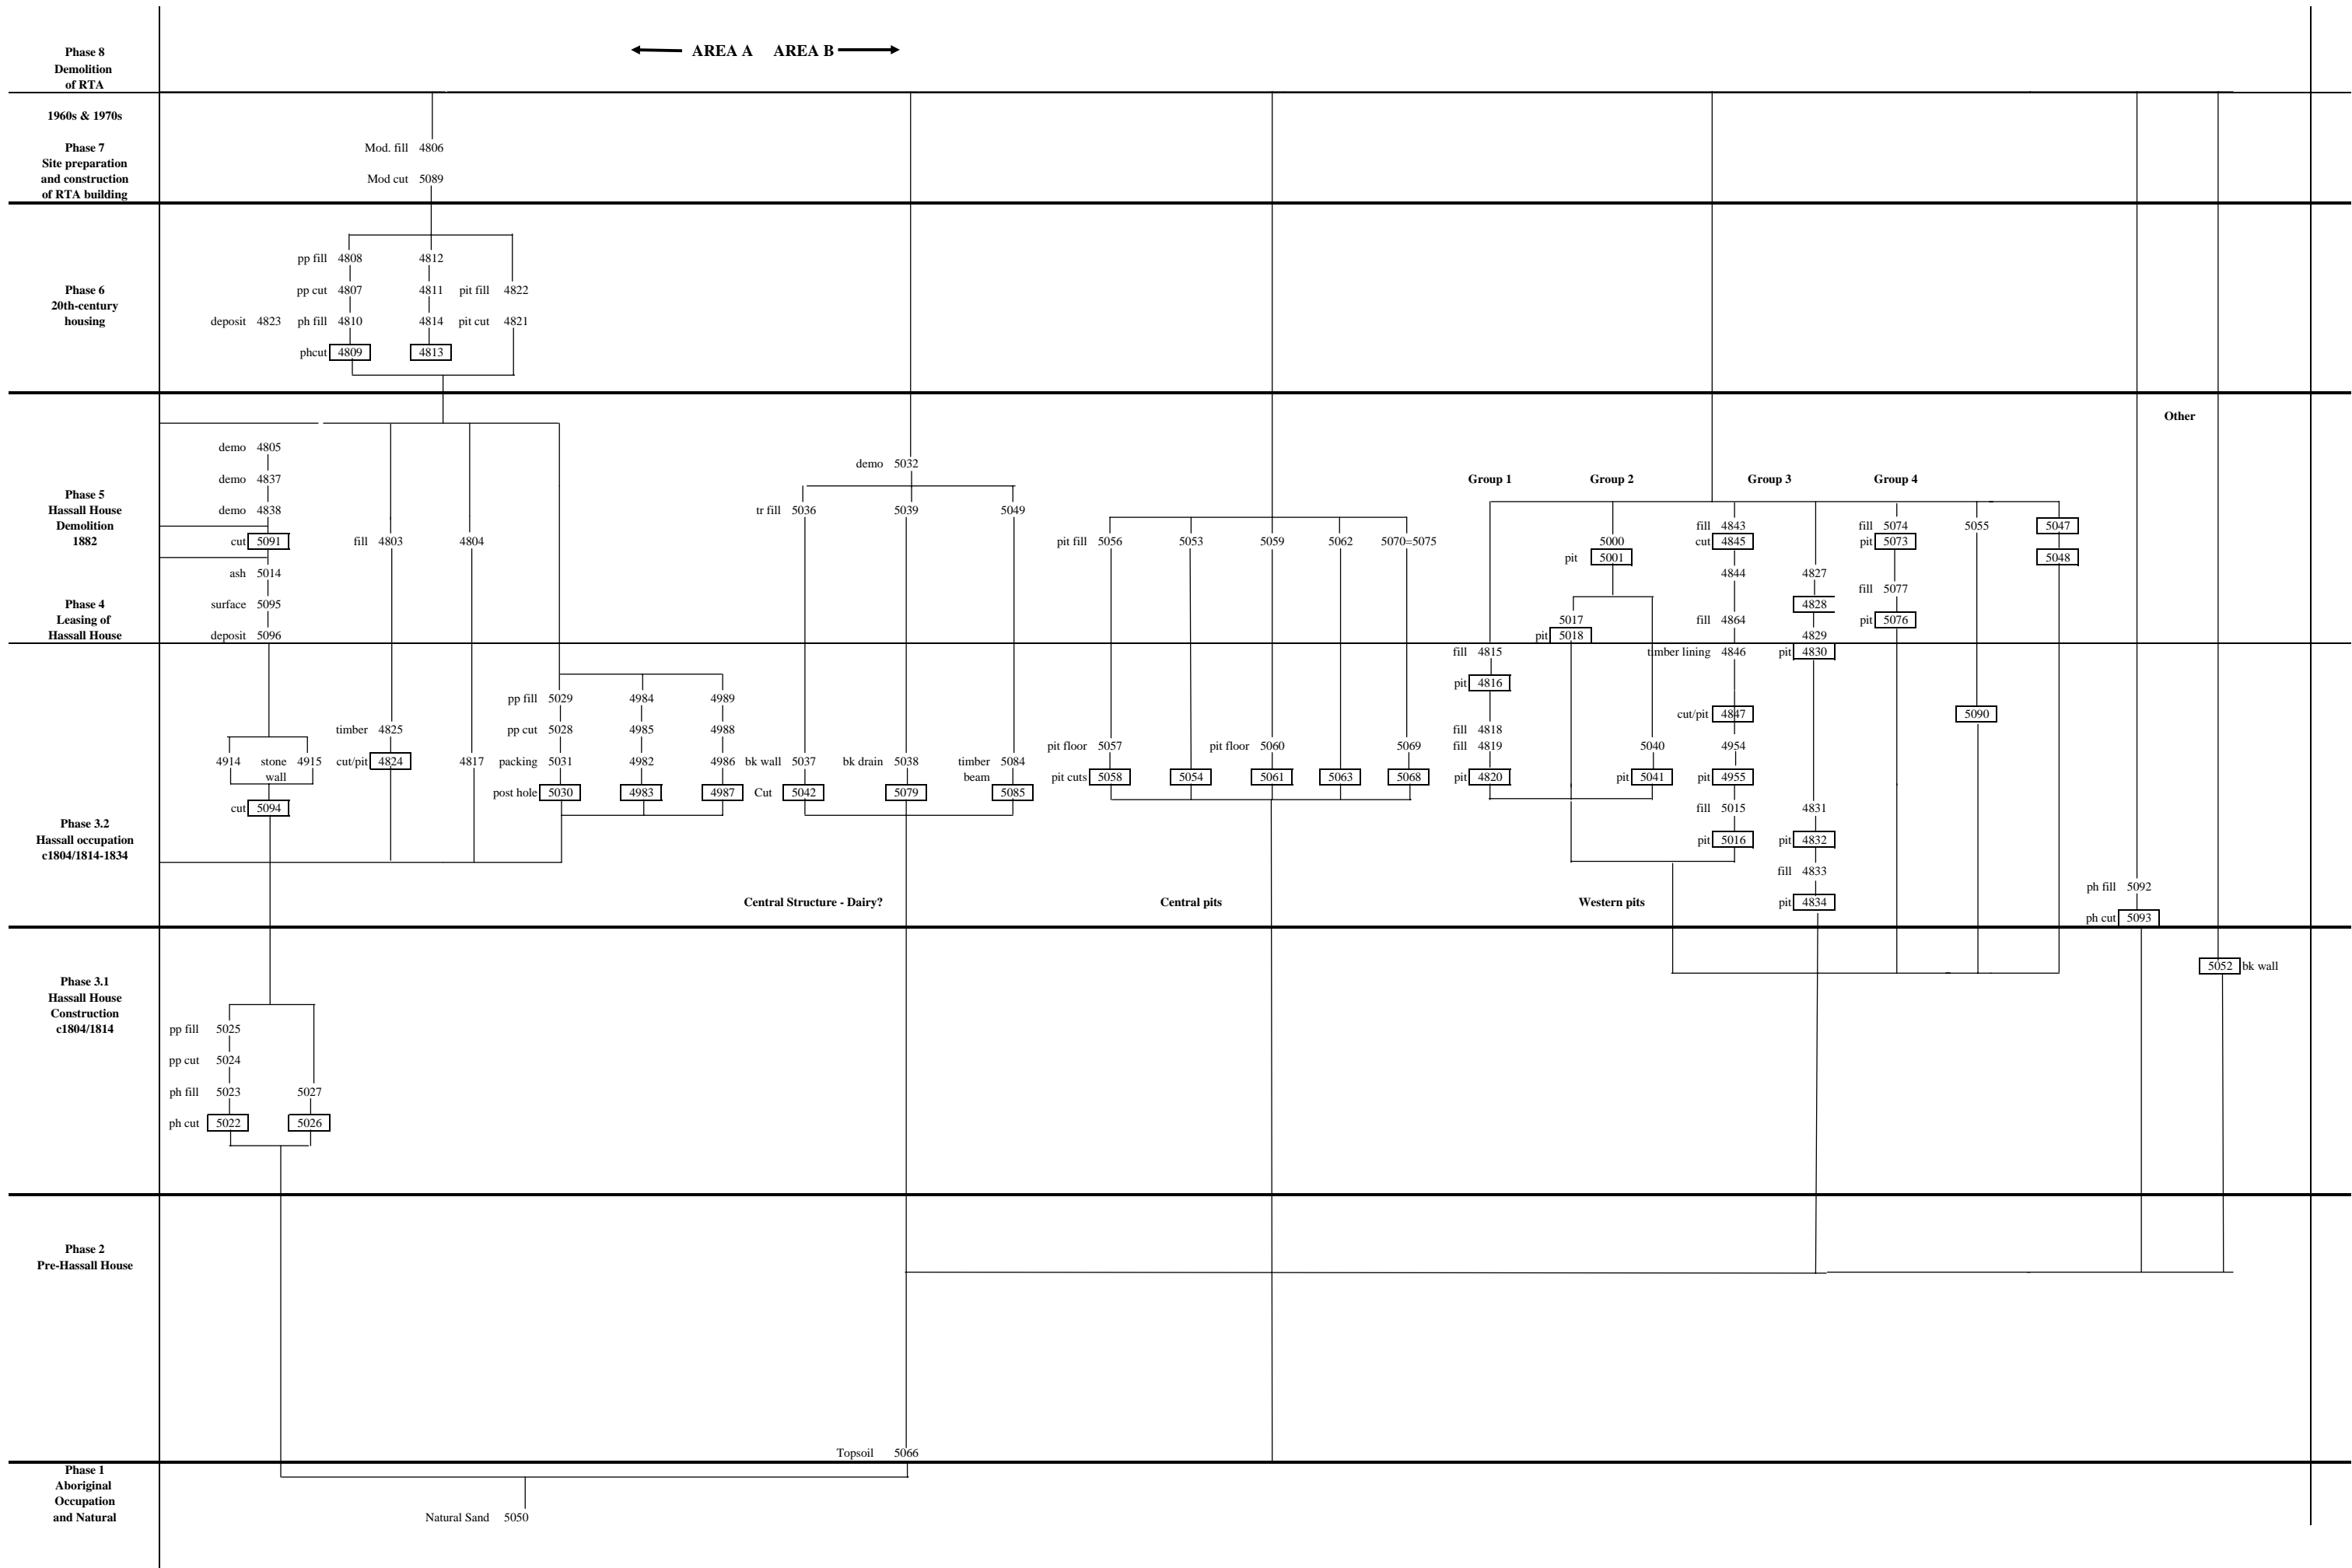 Phase 8
Demolition
of RTA
AREA A AREA B
1960s & 1970s
Phase 7
Site preparation
and construction
of RTA building
Mod. fill 4806
Mod cut 5089
Phase 6
20th-century
housing
pp fill 4808 4812
pp cut 4807 4811 pit fill 4822
deposit 4823 ph fill 4810 4814 pit cut 4821
phcut 4809 4813
Other
Phase 5
Hassall House
Demolition
1882
demo 4805
demo 4837
demo 4838
cut 5091 fill 4803 4804
ash 5014
demo 5032
tr fill 5036 5039 5049
pit fill 5056 5053 5059 5062 5070=5075
Group 1 Group 2 Group 3 Group 4
fill 4843 fill 5074 5055 5047
5000 cut 4845 pit 5073
pit 5001 5048
4844 4827
Phase 4
Leasing of
Hassall House
surface 5095
deposit 5096
fill 5077
4828
5017 fill 4864 pit 5076
pit 5018 4829
Phase 3.2
Hassall occupation
c1804/1814-1834
fill 4815 timber lining 4846 pit 4830
pit 4816
pp fill 5029 4984 4989
cut/pit 4847 5090
timber 4825 pp cut 5028 4985 4988
fill 4818
pit floor 5057 pit floor 5060 5069
fill 4819 5040 4954
4914 stone wall 4915 cut/pit 4824 4817 packing 5031 4982 4986
bk wall 5037 bk drain 5038 timber beam 5084
pit cuts 5058 5054 5061 5063 5068
pit 4820 pit 5041 pit 4955
post hole 5030 4983 4987 Cut 5042 5079 5085
cut 5094
fill 5015 4831
pit 5016 pit 4832
fill 4833
ph fill 5092
Central Structure - Dairy? Central pits Western pits pit 4834
ph cut 5093
Phase 3.1
Hassall House
Construction
c1804/1814
5052 bk wall
pp fill 5025
pp cut 5024
ph fill 5023 5027
ph cut 5022 5026
Phase 2
Pre-Hassall House
Topsoil 5066
Phase 1
Aboriginal
Occupation
and Natural
Natural Sand 5050